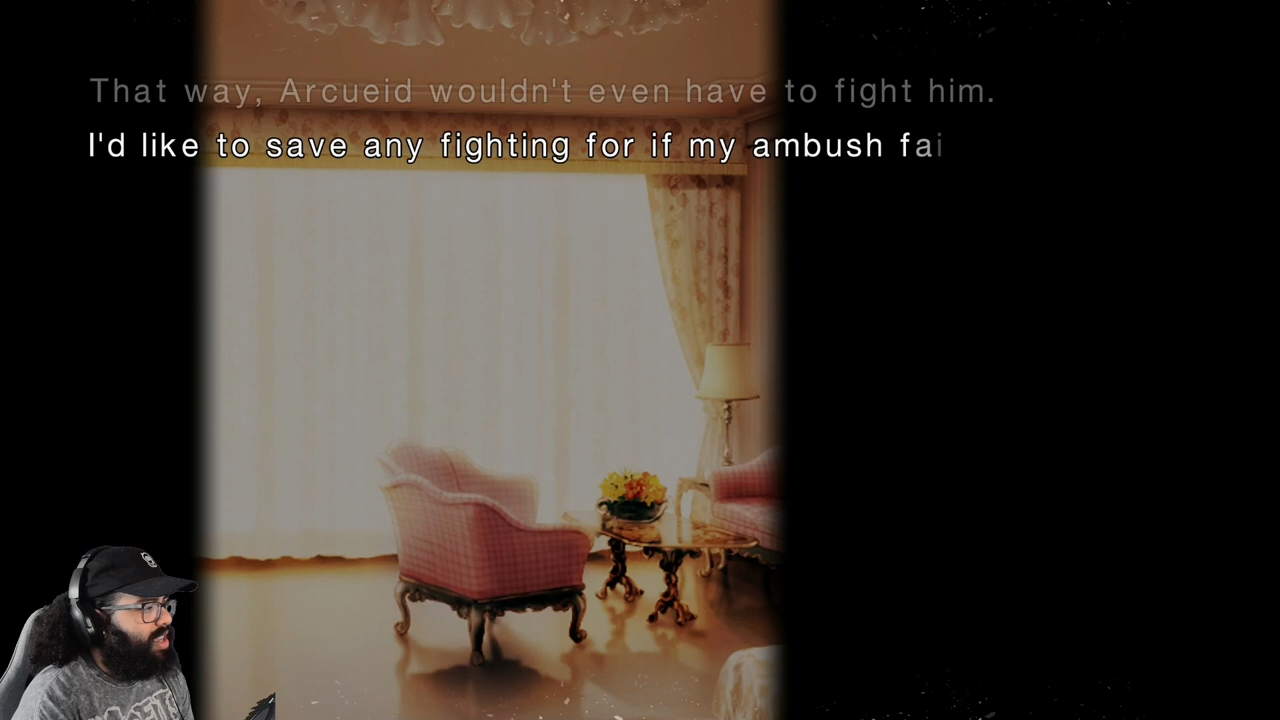 That way, Arcueid wouldn't even have to fight him.
I'd like to save any fighting for if my ambush fai